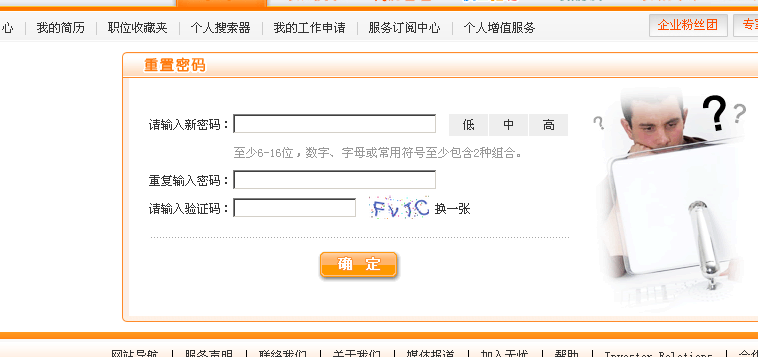 心 | 我的简历 | 职位收藏夹 | 个人搜索器 | 我的工作申请 | 服务订阅中心 | 个人增值服务 企业粉丝团 专
重置密码
请输入新密码： 低 中 高
至少6-16位，数字、字母或常用符号至少包含2种组合。
重复输入密码：
请输入验证码： FvJC 换一张
确 定
网站导航 | 服务声明 | 联络我们 | 关于我们 | 媒体报道 | 加入无忧 | 帮助 | Investor Relations | 合作